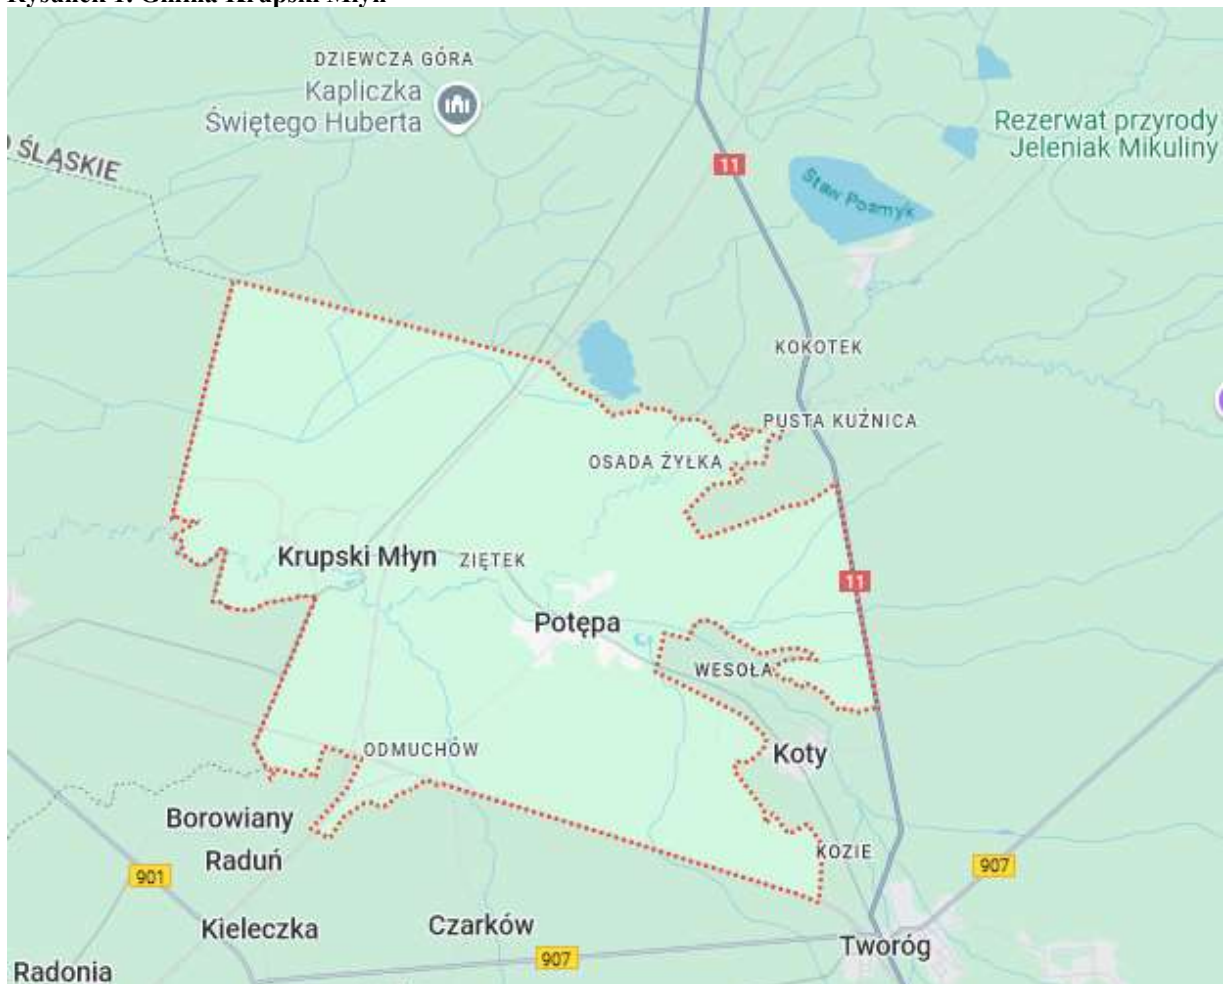 Rysunek 1. Gmina Krupski Młyn
DZIEWCZA GÓRA
Kapliczka
Świętego Huberta
Rezerwat przyrody
Jeleniak Mikuliny
ŚLĄSKIE
11
Staw Posmyk
KOKOTEK
PUSTA KUŹNICA
OSADA ŻYŁKA
Krupski Młyn
ZIĘTEK
11
Potępa
WESOŁA
ODMUCHÓW
Koty
Borowiany
Raduń
KOZIE
901
907
Kieleczka
Czarków
Tworóg
907
Radonia